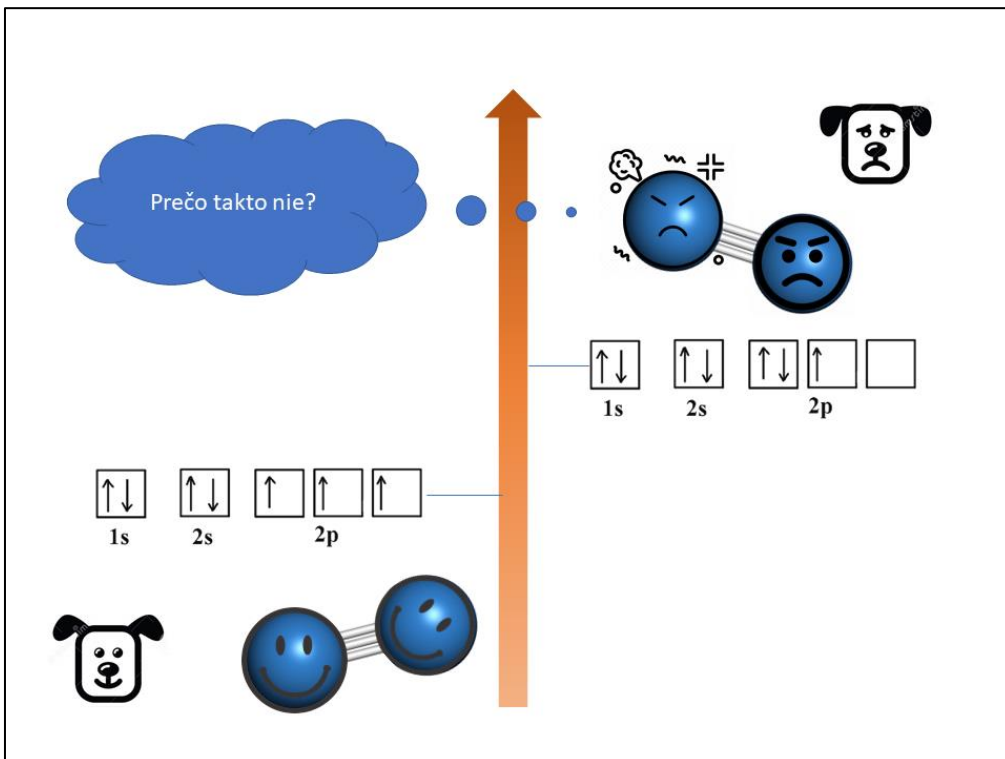 Prečo takto nie?
↑↓ ↑↓ ↑↓ ↑
1s 2s 2p
↑↓ ↑↓ ↑ ↑ ↑
1s 2s 2p